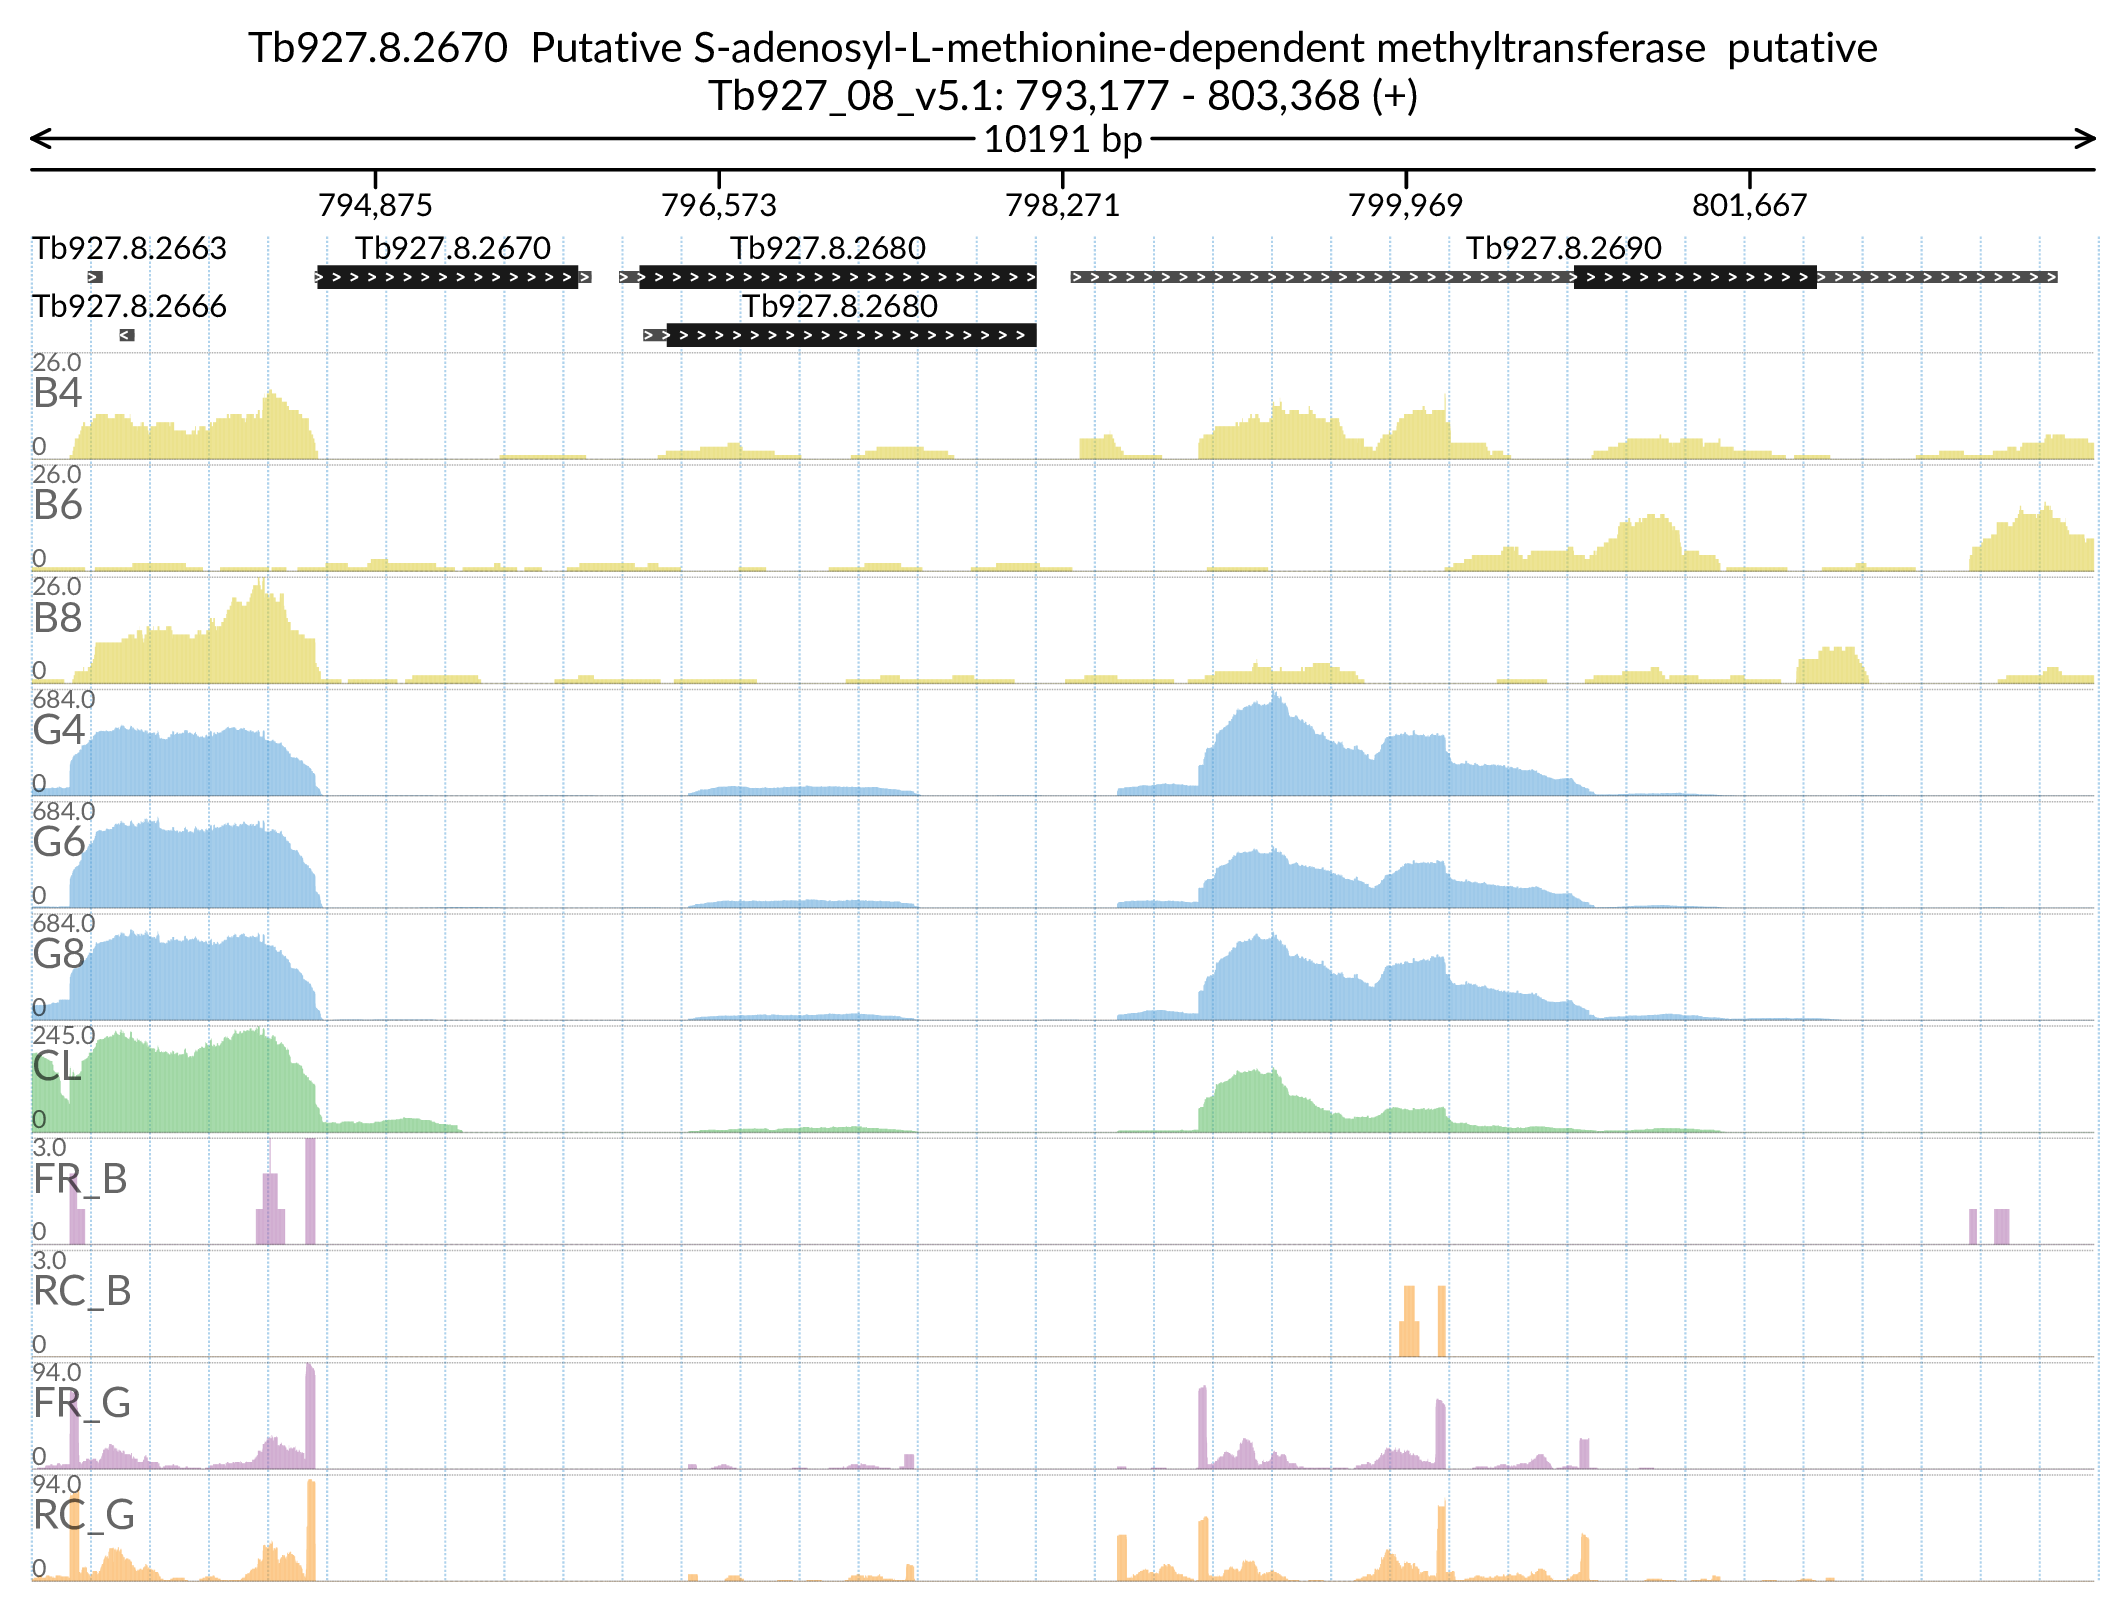 Tb927.8.2670  Putative S-adenosyl-L-methionine-dependent methyltransferase  putative
Tb927_08_v5.1: 793,177 - 803,368 (+)
10191 bp
794,875 796,573 798,271 799,969 801,667
Tb927.8.2663 Tb927.8.2670 Tb927.8.2680 Tb927.8.2690
Tb927.8.2666 Tb927.8.2680
26.0
B4
0
26.0
B6
0
26.0
B8
0
684.0
G4
0
684.0
G6
0
684.0
G8
0
245.0
CL
0
3.0
FR_B
0
3.0
RC_B
0
94.0
FR_G
0
94.0
RC_G
0